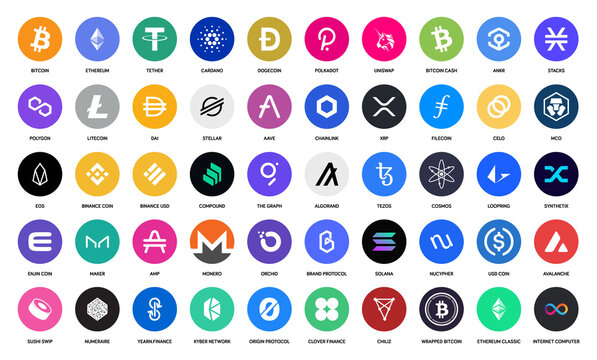 BITCOIN ETHEREUM TETHER CARDANO DOGECOIN POLKADOT UNISWAP BITCOIN CASH ANKR STACKS
POLYGON LITECOIN DAI STELLAR AAVE CHAINLINK XRP FILECOIN CELO MCO
EOS BINANCE COIN BINANCE USD COMPOUND THE GRAPH ALGORAND TEZOS COSMOS LOOPRING SYNTHETIX
ENJIN COIN MAKER AMP MONERO ORCHID BRAND PROTOCOL SOLANA NUCYPHER USD COIN AVALANCHE
SUSHI SWIP NUMERAIRE YEARN.FINANCE KYBER NETWORK ORIGIN PROTOCOL CLOVER FINANCE CHILIZ WRAPPED BITCOIN ETHEREUM CLASSIC INTERNET COMPUTER